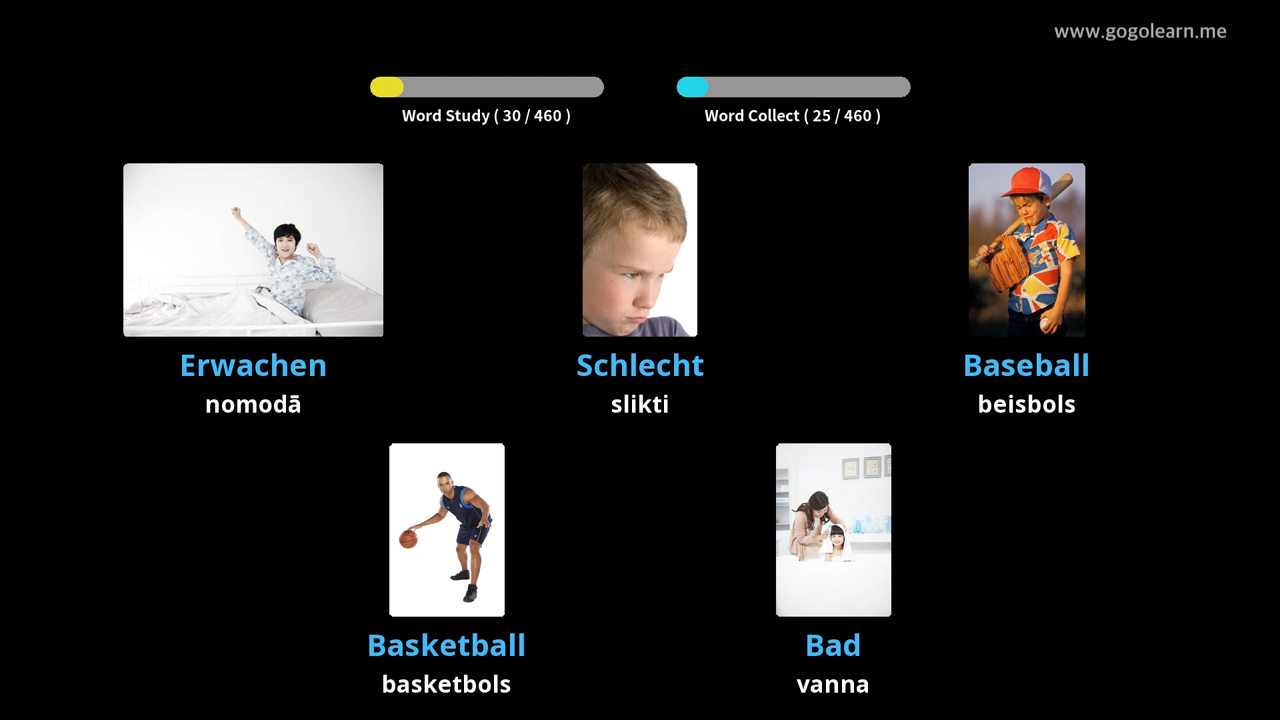 www.gogolearn.me
Word Study ( 30 / 460 )
Word Collect ( 25 / 460 )
Erwachen
nomodā
Schlecht
slikti
Baseball
beisbols
Basketball
basketbols
Bad
vanna